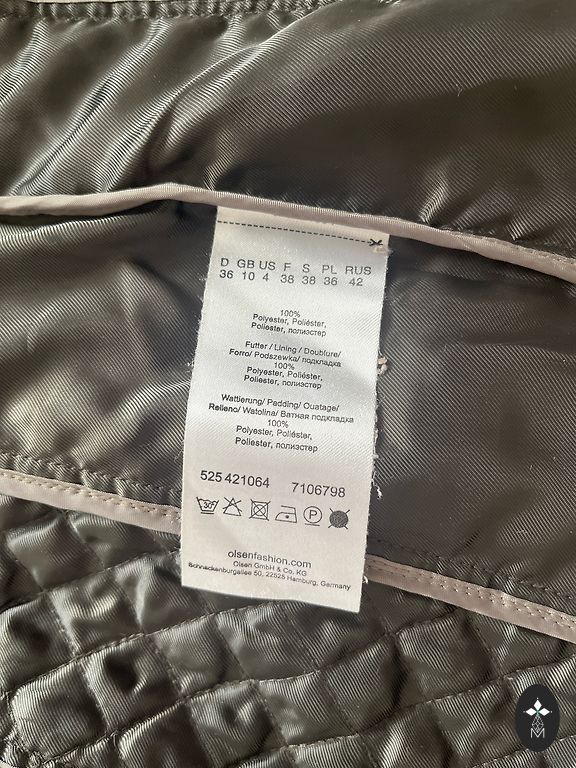 D GB US F S PL RUS
36 10 4 38 38 36 42
100%
Polyester, Poliéster,
Poliester, полиэстер
Futter / Lining / Doublure/
Forro/ Podszewka/ подкладка
100%
Polyester, Poliéster,
Poliester, полиэстер
Wattierung/ Padding/ Ouatage/
Relleno/ Watolina/ Ватная подкладка
100%
Polyester, Poliéster,
Poliester, полиэстер
525 421064 7106798
30° P
olsenfashion.com
Olsen GmbH & Co. KG
Schnackenburgallee 50, 22525 Hamburg, Germany
M